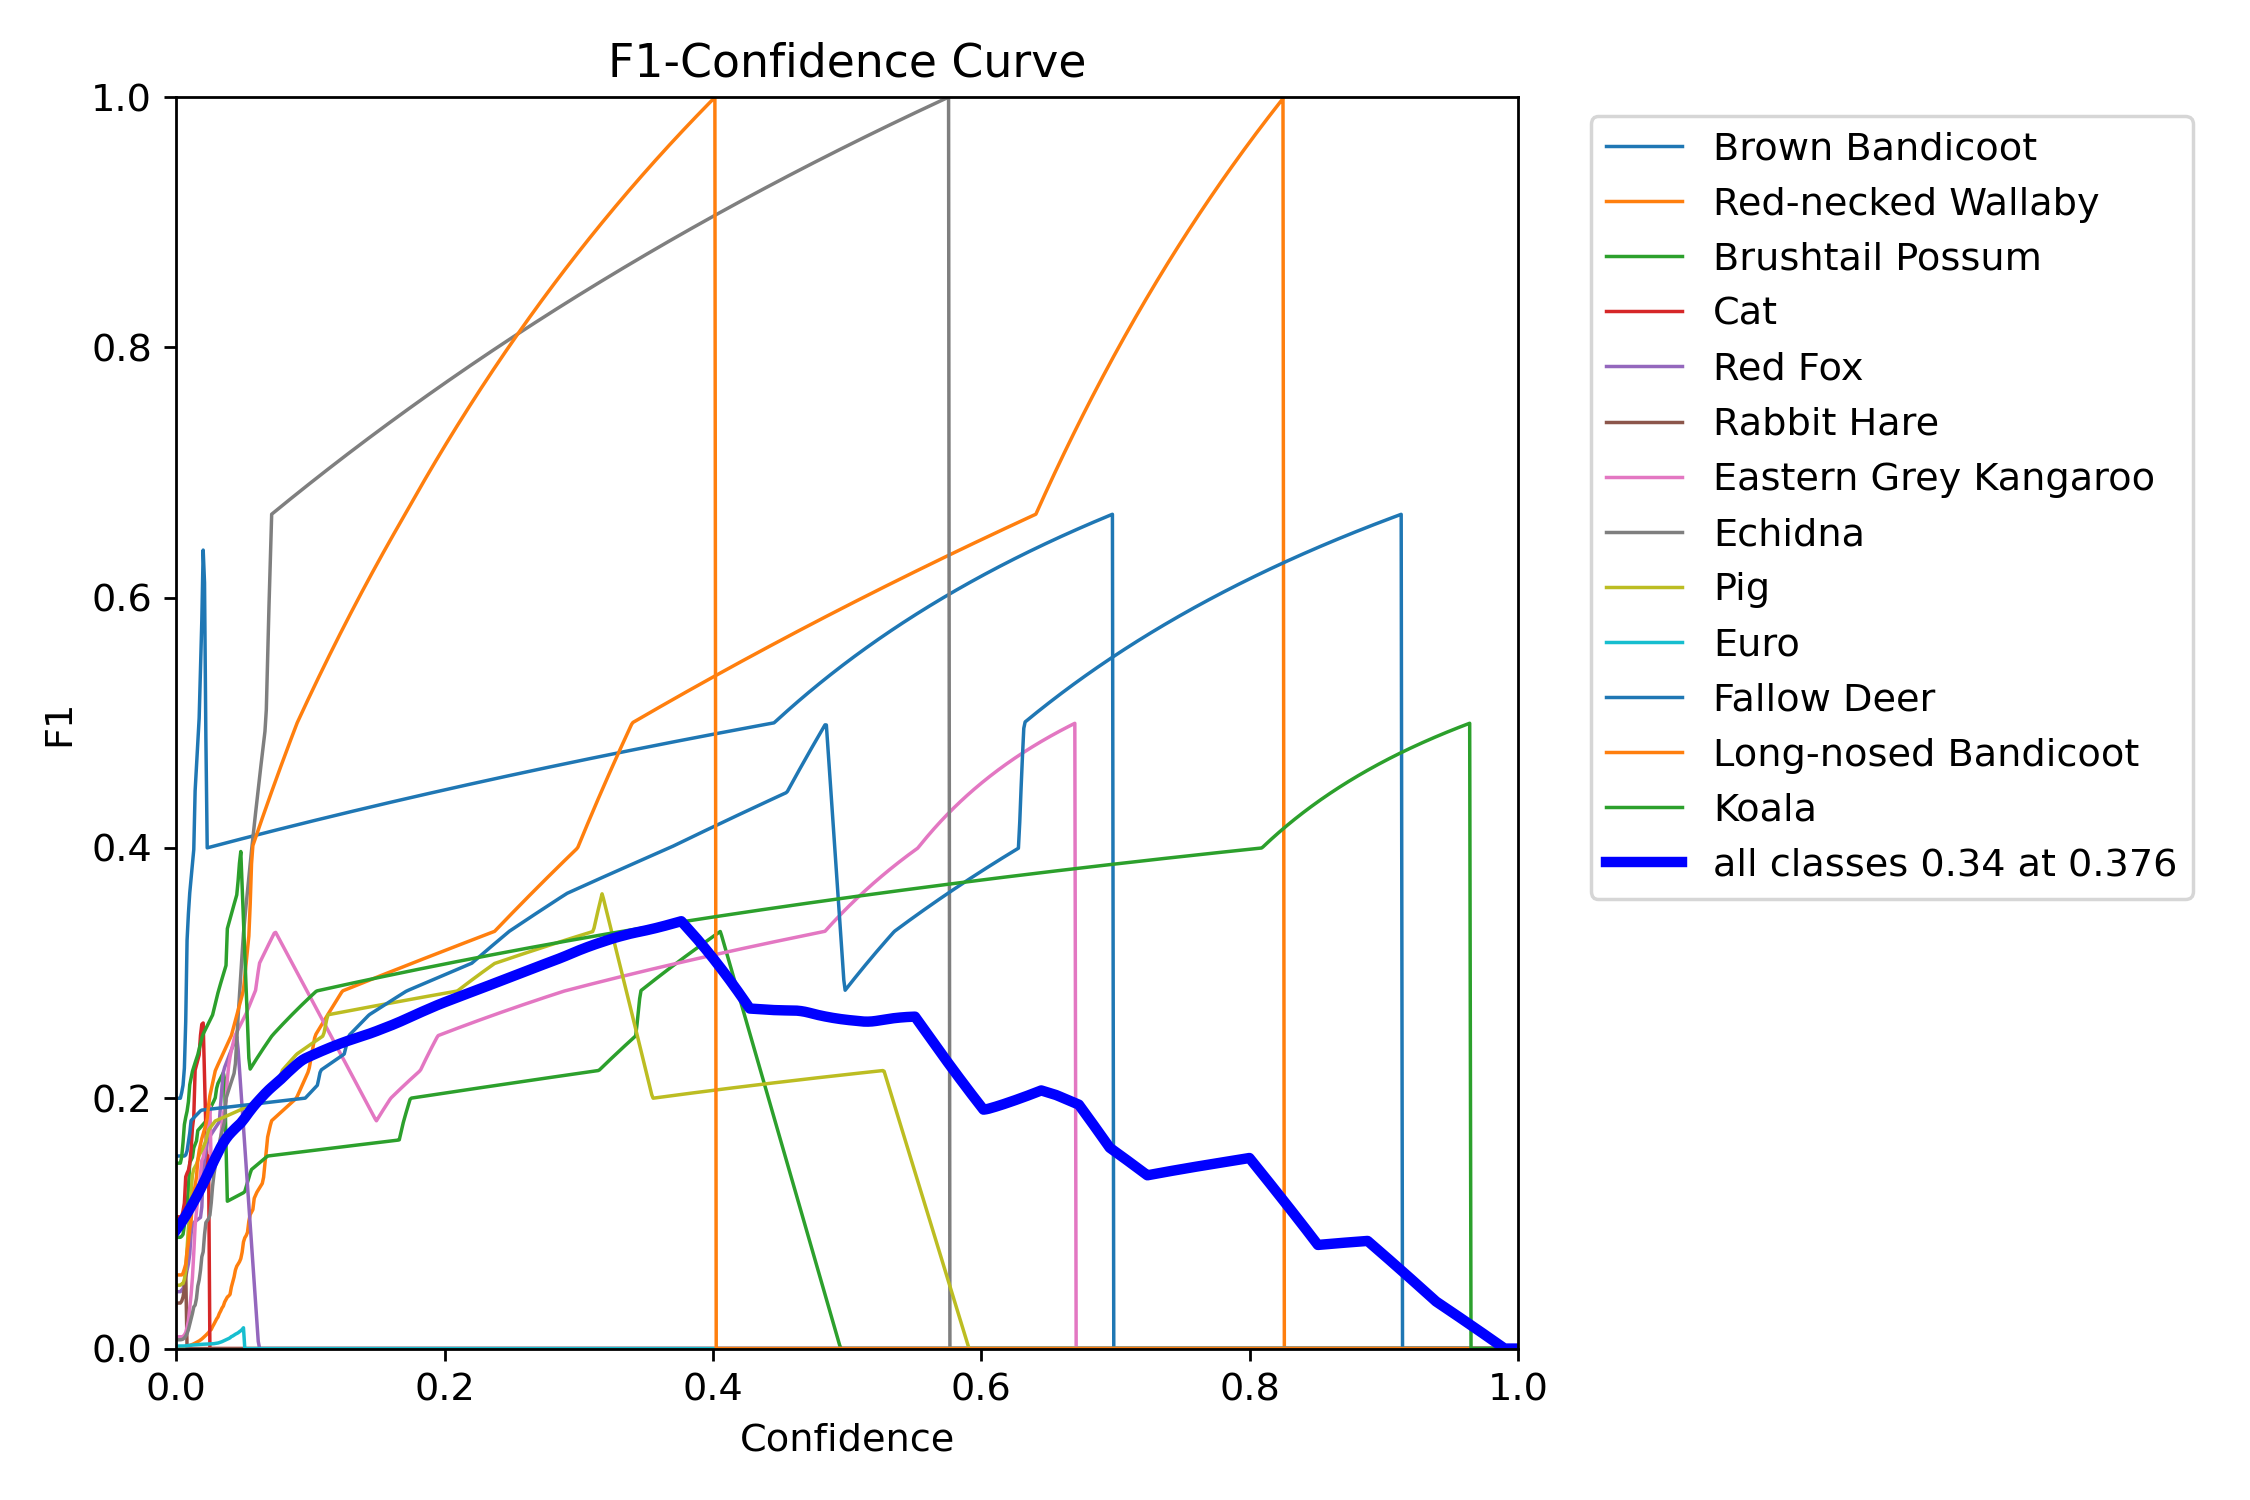 F1-Confidence Curve
1.0
0.8
0.6
0.4
0.2
0.0
F1
0.0 0.2 0.4 0.6 0.8 1.0
Confidence
Brown Bandicoot
Red-necked Wallaby
Brushtail Possum
Cat
Red Fox
Rabbit Hare
Eastern Grey Kangaroo
Echidna
Pig
Euro
Fallow Deer
Long-nosed Bandicoot
Koala
all classes 0.34 at 0.376